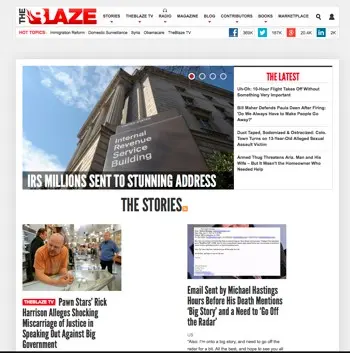 THE BLAZE
STORIES THEBLAZE TV RADIO MAGAZINE BLOG CONTRIBUTORS BOOKS MARKETPLACE
HOT TOPICS: Immigration Reform Domestic Surveillance Syria Obamacare TheBlaze TV 369K 167K 20.4K 2K
THE LATEST
Uh-Oh: 10-Hour Flight Takes Off Without
Something Very Important
Bill Maher Defends Paula Deen After Firing:
'Do We Always Have to Make People Go
Away?'
Duct Taped, Sodomized & Ostracized: Colo.
Town Turns on 13-Year-Old Alleged Sexual
Assault Victim
Armed Thug Threatens Arta. Man and His
Wife – But It Wasn't the Homeowner Who
Needed Help
Internal
Revenue
Service
Building
IRS MILLIONS SENT TO STUNNING ADDRESS
THE STORIES
THEBLAZE TV Pawn Stars' Rick
Harrison Alleges Shocking
Miscarriage of Justice in
Speaking Out Against Big
Government
Email Sent by Michael Hastings
Hours Before His Death Mentions
'Big Story' and a Need to 'Go Off
the Radar'
US
"Also, I'm onto a big story, and need to go off the
radar for a bit. All the best, and hope to see you all